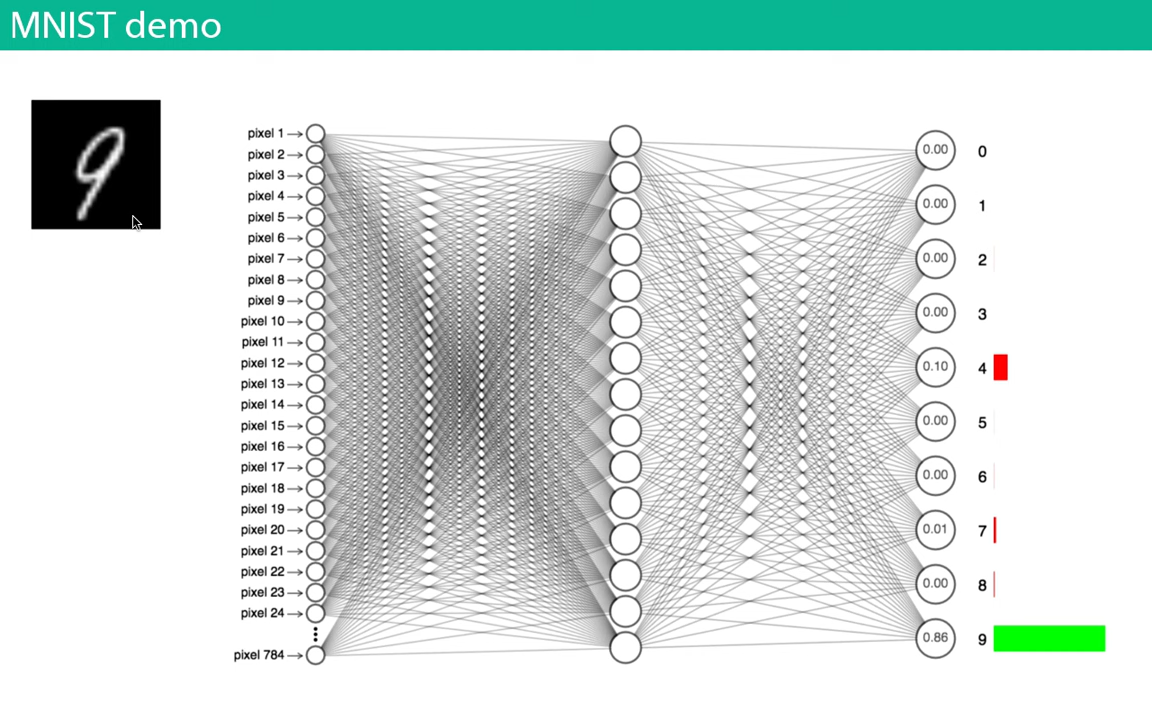 MNIST demo
9
pixel 1
pixel 2
pixel 3
pixel 4
pixel 5
pixel 6
pixel 7
pixel 8
pixel 9
pixel 10
pixel 11
pixel 12
pixel 13
pixel 14
pixel 15
pixel 16
pixel 17
pixel 18
pixel 19
pixel 20
pixel 21
pixel 22
pixel 23
pixel 24
pixel 784
0.00 0
0.00 1
0.00 2
0.00 3
0.10 4
0.00 5
0.00 6
0.01 7
0.00 8
0.86 9